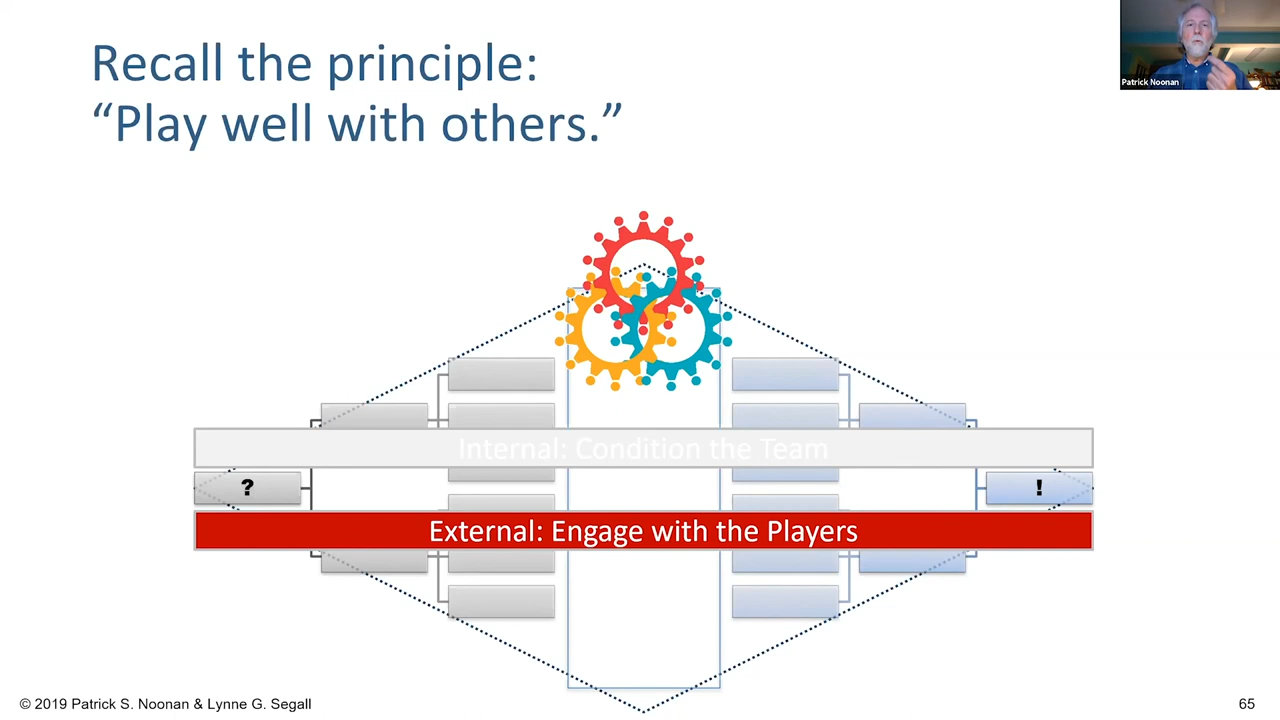 Recall the principle:
“Play well with others.”
Patrick Noonan
Internal: Condition the Team
?
!
External: Engage with the Players
© 2019 Patrick S. Noonan & Lynne G. Segall
65